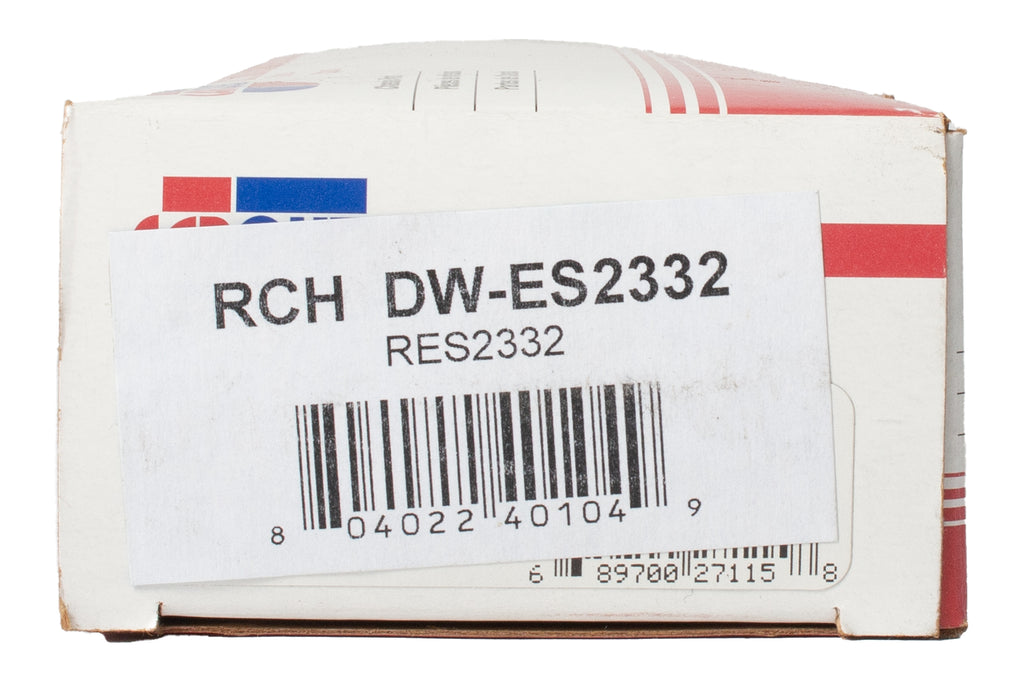 RCH DW-ES2332
RES2332
8 04022 40104 9
6 89700 27115 8